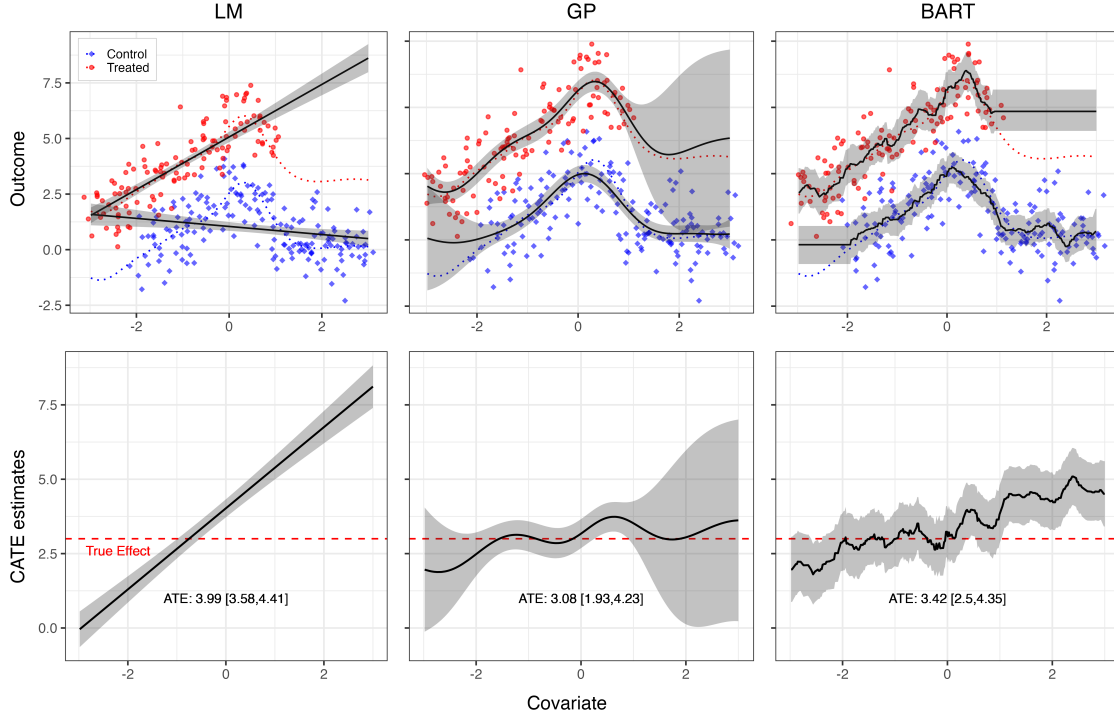 LM
GP
BART
Control
Treated
Outcome
7.5
5.0
2.5
0.0
-2.5
-2
0
2
-2
0
2
-2
0
2
CATE estimates
7.5
5.0
2.5
0.0
True Effect
ATE: 3.99 [3.58,4.41]
ATE: 3.08 [1.93,4.23]
ATE: 3.42 [2.5,4.35]
-2
0
2
-2
0
2
-2
0
2
Covariate